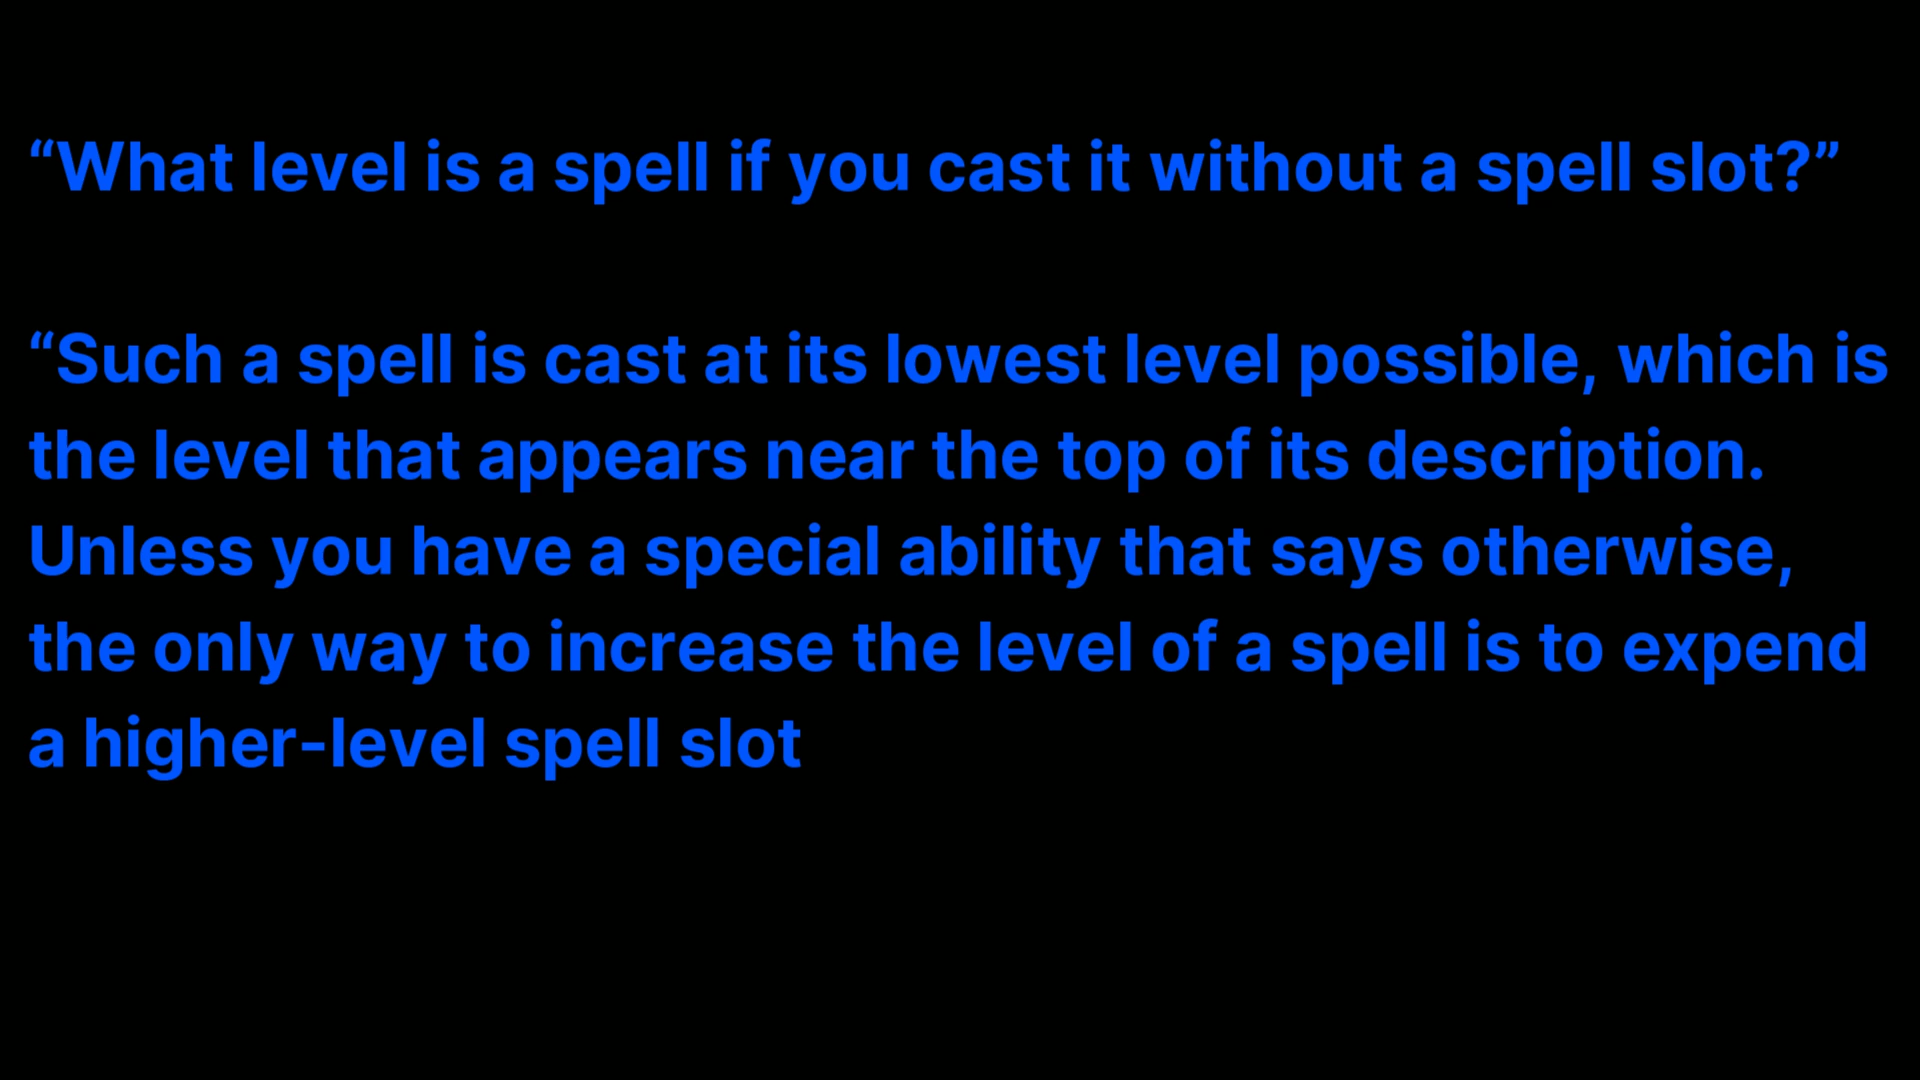 “What level is a spell if you cast it without a spell slot?”
“Such a spell is cast at its lowest level possible, which is
the level that appears near the top of its description.
Unless you have a special ability that says otherwise,
the only way to increase the level of a spell is to expend
a higher-level spell slot